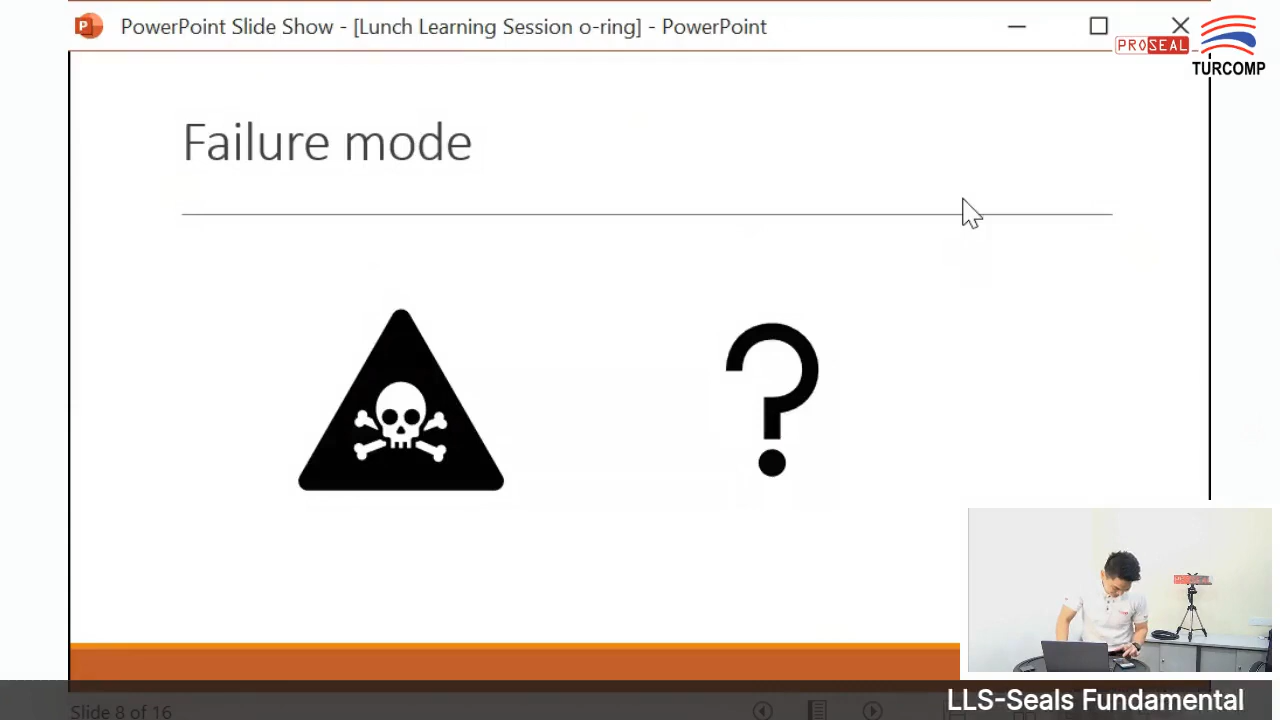 PowerPoint Slide Show - [Lunch Learning Session o-ring] - PowerPoint
PROSEAL
TURCOMP
Failure mode
?
LLS-Seals Fundamental
Slide 8 of 16